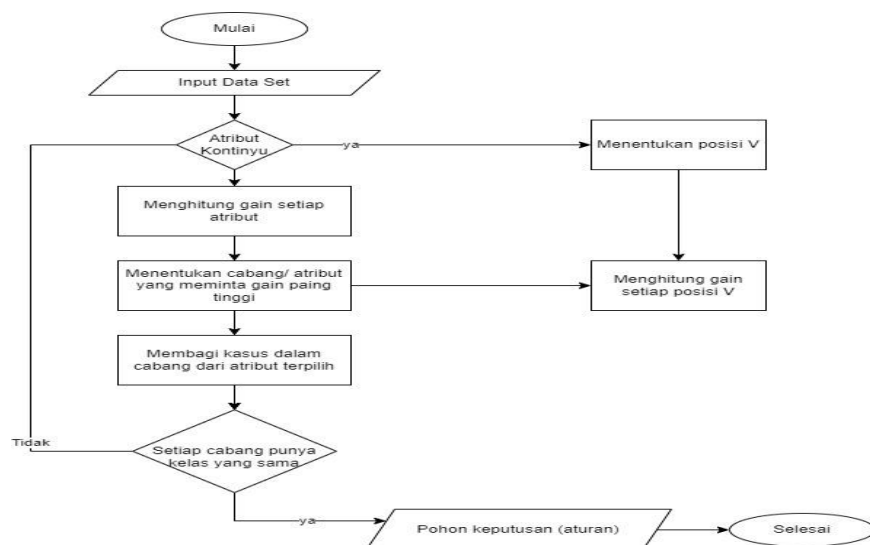 Mulai
Input Data Set
Atribut
Kontinyu
ya
Menentukan posisi V
Menghitung gain setiap
atribut
Menentukan cabang/ atribut
yang meminta gain paing
tinggi
Menghitung gain
setiap posisi V
Membagi kasus dalam
cabang dari atribut terpilih
Tidak
Setiap cabang punya
kelas yang sama
ya
Pohon keputusan (aturan)
Selesai